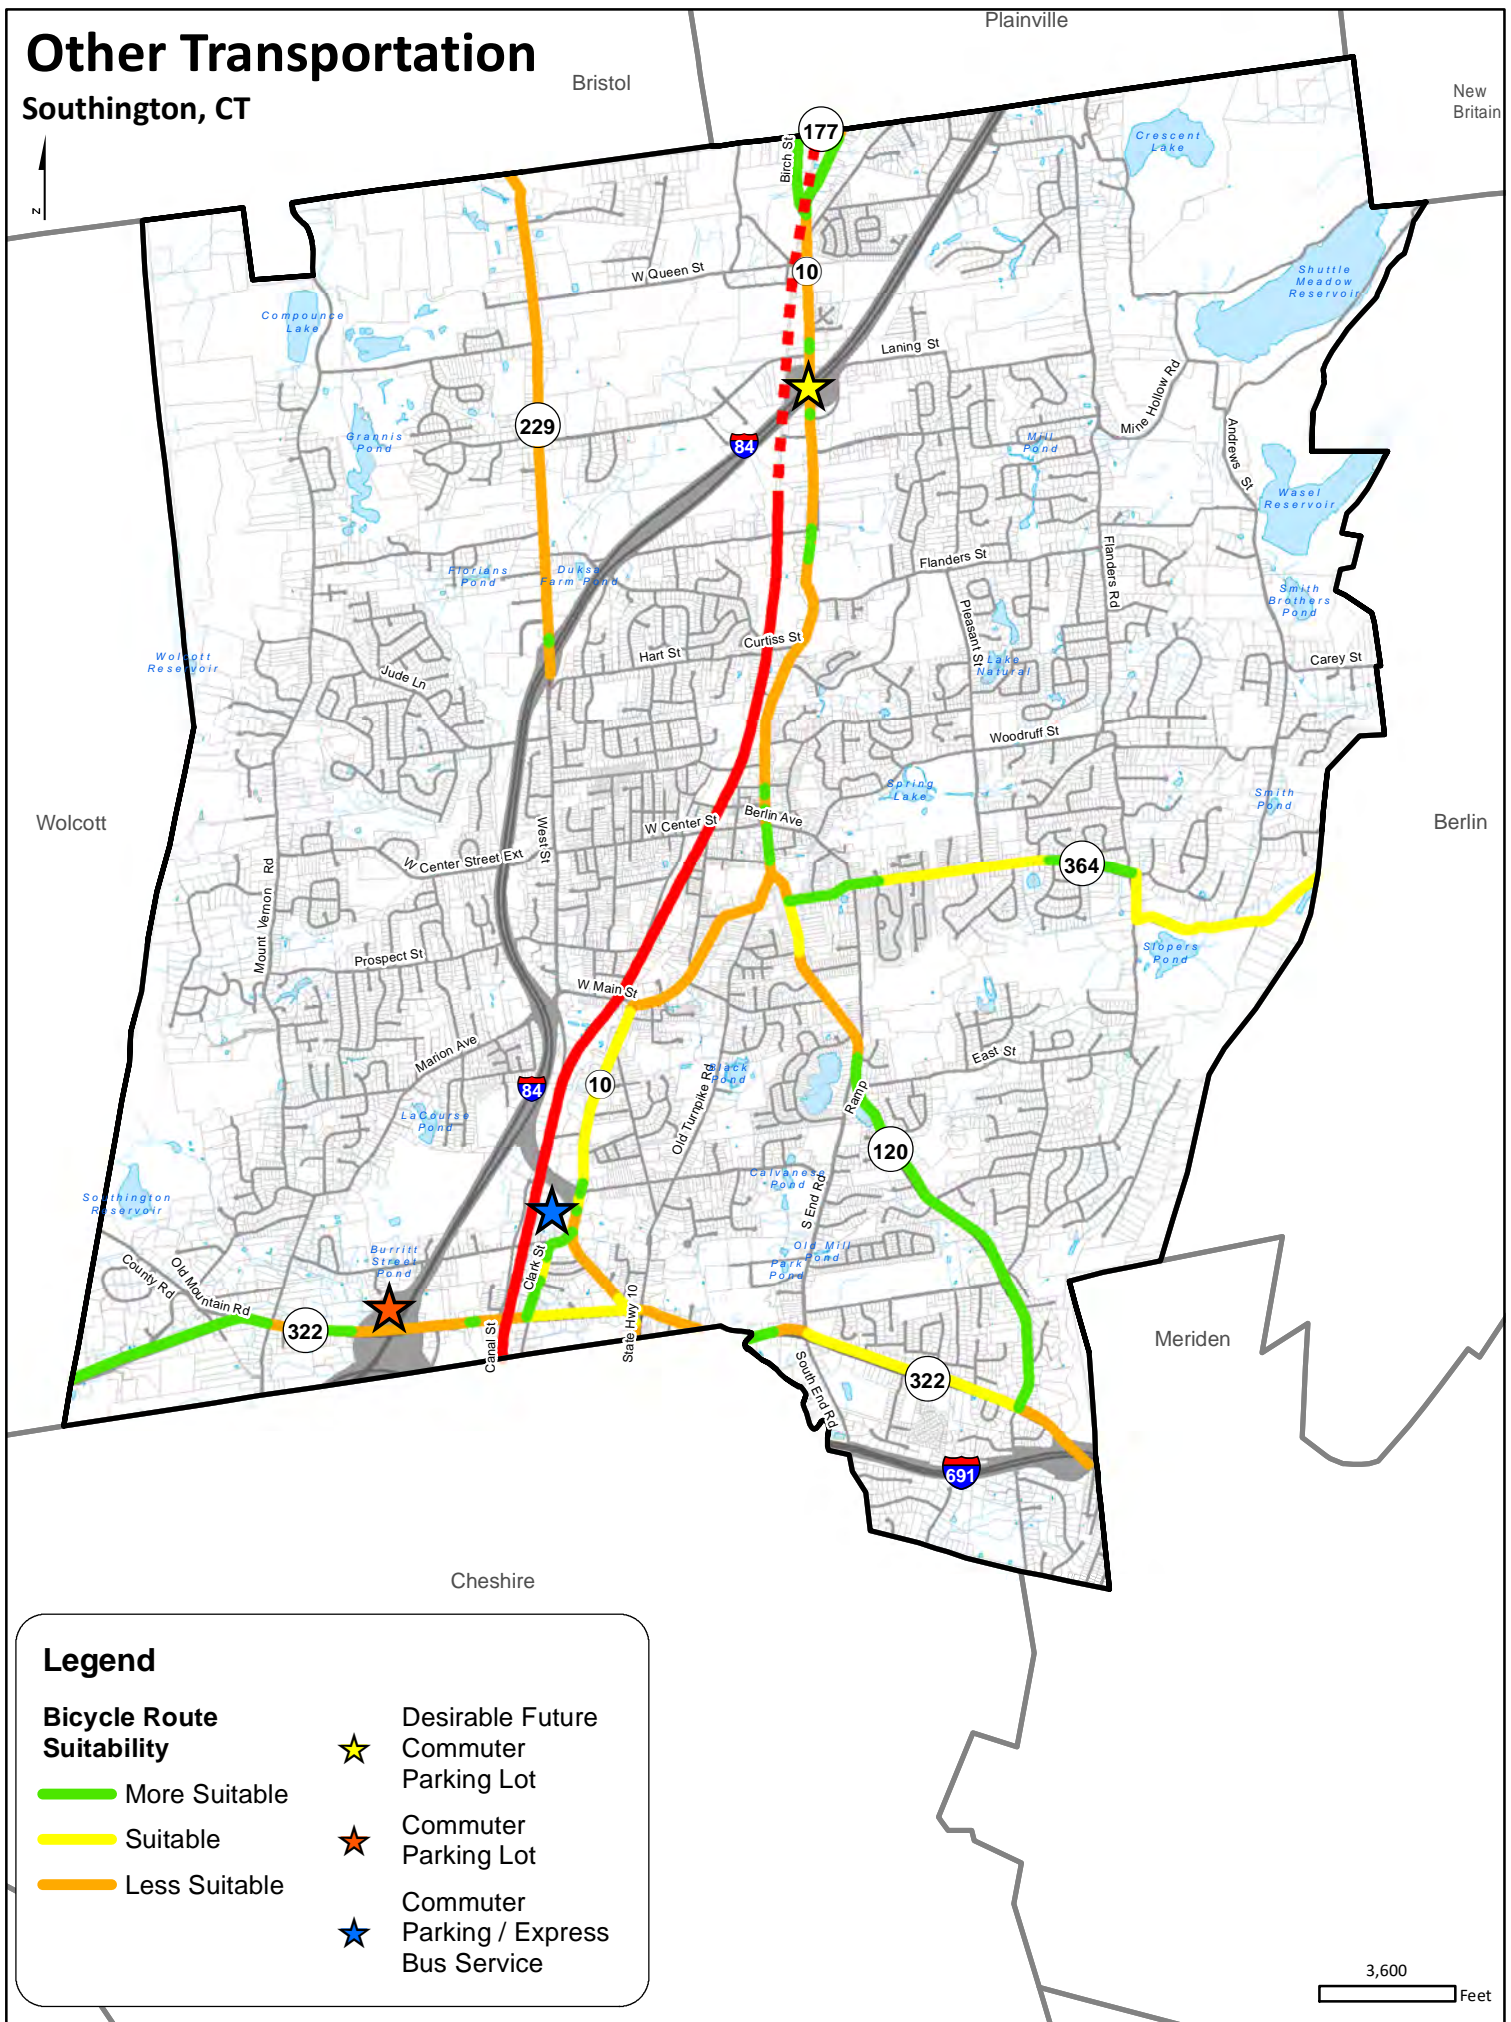 Other Transportation
Southington, CT
Plainville
Bristol
New
Britain
z
177
Birch St
Crescent
Lake
W Queen St
10
Shuttle
Meadow
Reservoir
Compounce
Lake
Laning St
Mine Hollow Rd
229
84
Grannis
Pond
Mill
Pond
Andrews St
Wasel
Reservoir
Florians
Pond
Duksa
Farm Pond
Flanders St
Flanders Rd
Smith
Brothers
Pond
Pleasant St
Wolcott
Reservoir
Jude Ln
Hart St
Curtiss St
Lake
Natural
Carey St
Woodruff St
Spring
Lake
Smith
Pond
Wolcott
Berlin
W Center St
Berlin Ave
West St
W Center Street Ext
364
Mount Vernon Rd
Prospect St
Slopers
Pond
W Main St
Marion Ave
East St
84
10
Black
Pond
Old Turnpike Rd
Ramp
LaCourse
Pond
120
Calvanese
Pond
S End Rd
Southington
Reservoir
Burritt
Street
Pond
Old Mill
Pond
Park
Pond
County Rd
Old Mountain Rd
Clark St
State Hwy 10
322
Canal St
Meriden
South End Rd
322
691
Cheshire
Legend
Bicycle Route
Suitability
More Suitable
Suitable
Less Suitable
Desirable Future
Commuter
Parking Lot
Commuter
Parking Lot
Commuter
Parking / Express
Bus Service
3,600
Feet